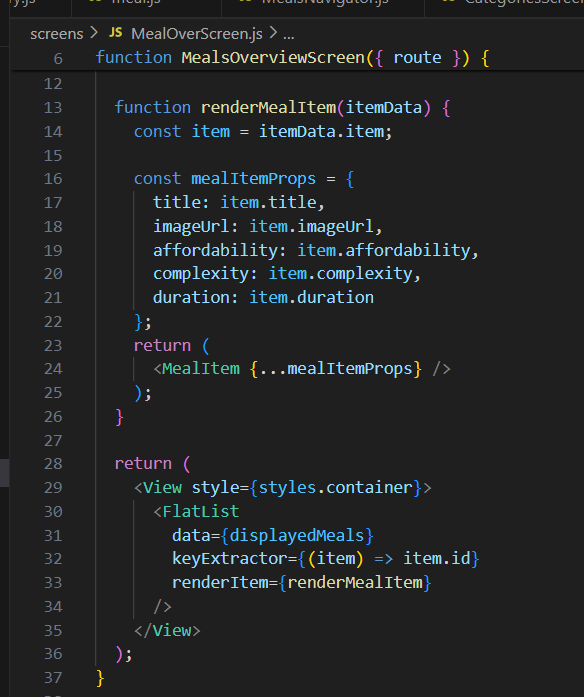 meal.js
MealsNavigator.js
screens > JS MealOverScreen.js > ...
6 function MealsOverviewScreen({ route }) {
12
13 function renderMealItem(itemData) {
14 const item = itemData.item;
15
16 const mealItemProps = {
17 title: item.title,
18 imageUrl: item.imageUrl,
19 affordability: item.affordability,
20 complexity: item.complexity,
21 duration: item.duration
22 };
23 return (
24 <MealItem {...mealItemProps} />
25 );
26 }
27
28 return (
29 <View style={styles.container}>
30 <FlatList
31 data={displayedMeals}
32 keyExtractor={(item) => item.id}
33 renderItem={renderMealItem}
34 />
35 </View>
36 );
37 }